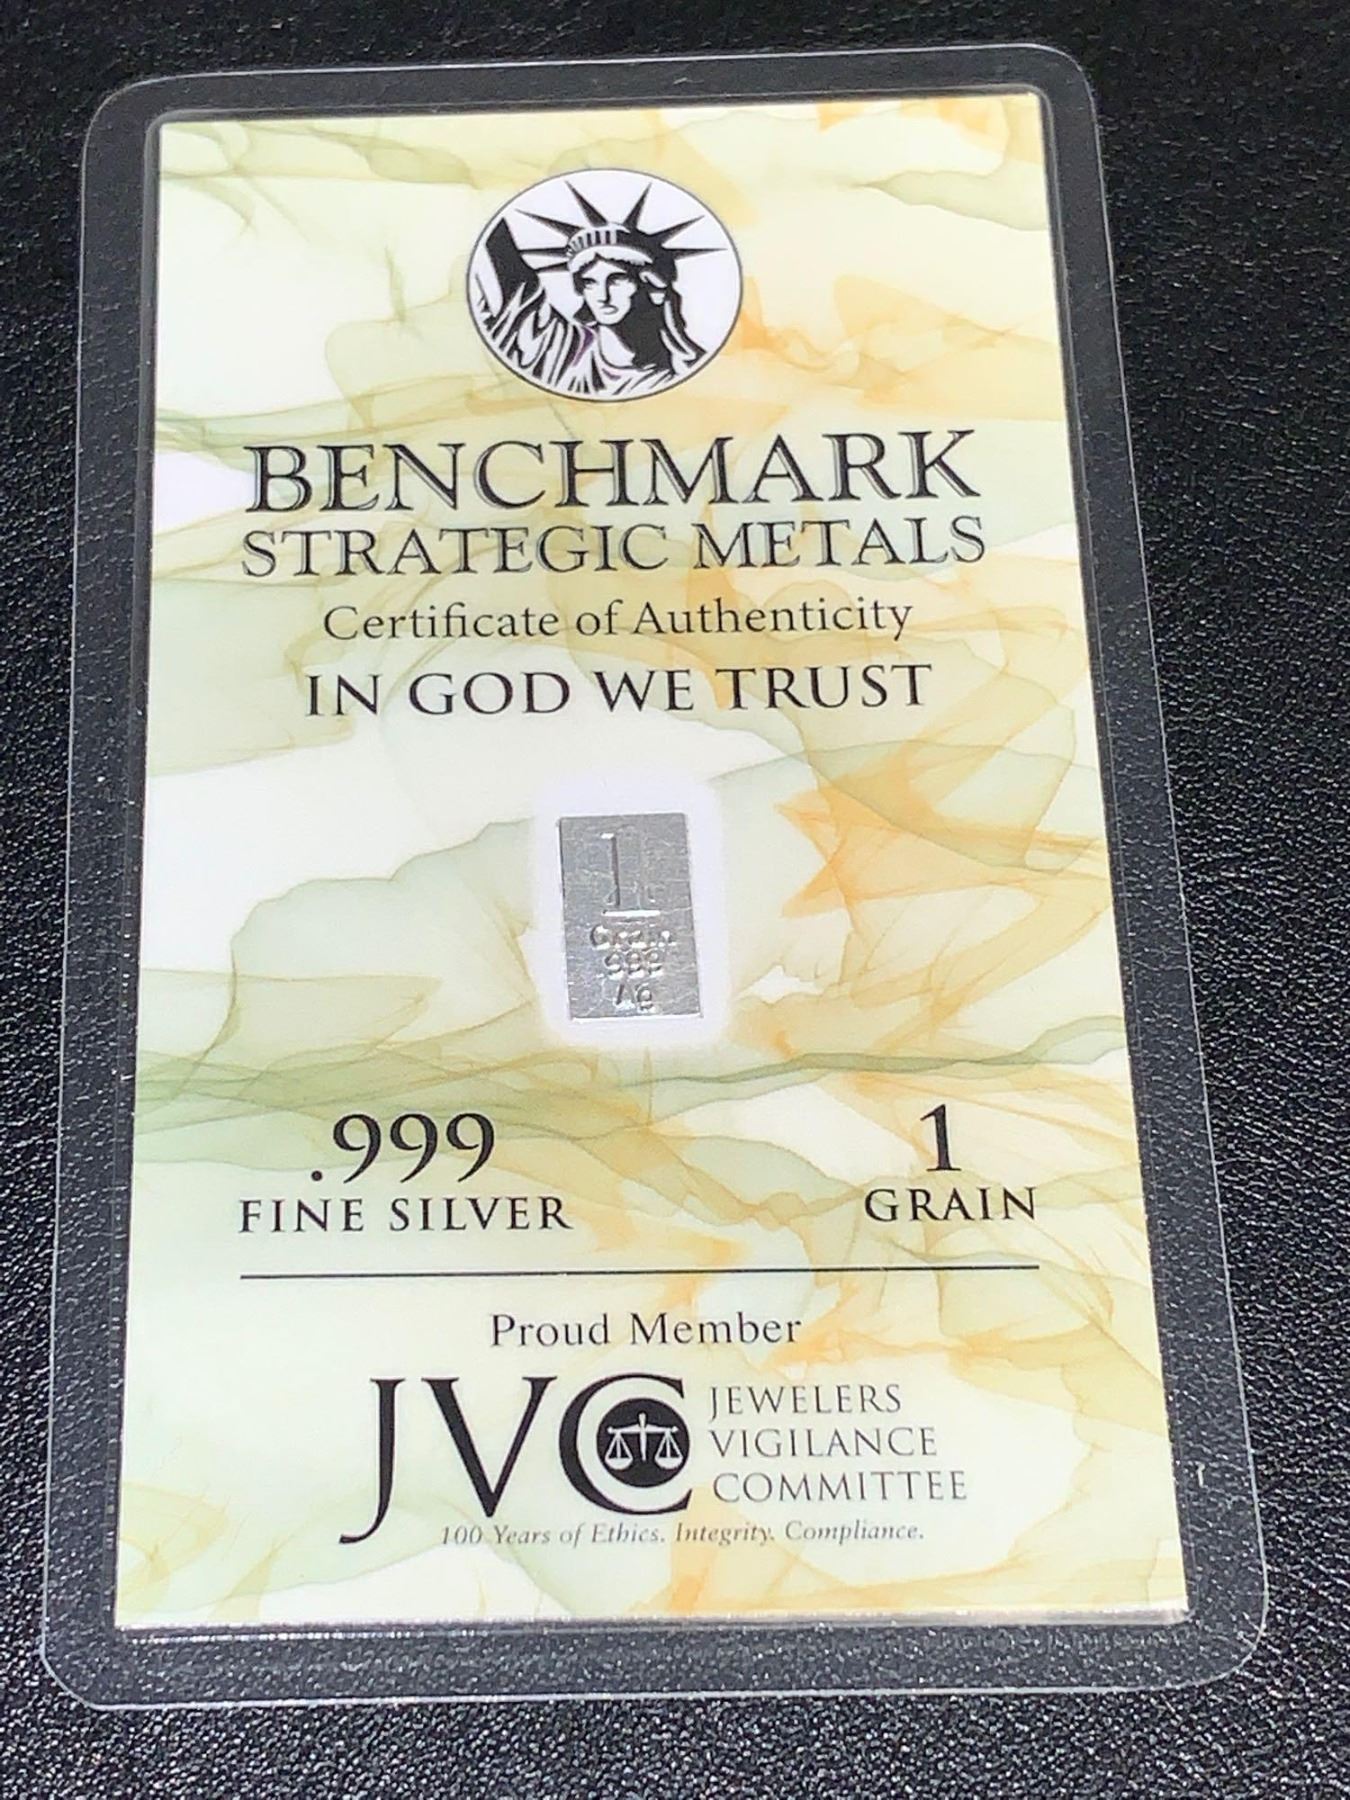 BENCHMARK
STRATEGIC METALS
Certificate of Authenticity
IN GOD WE TRUST
1
Grain
999
Ag
.999
FINE SILVER
1
GRAIN
Proud Member
JVC
JEWELERS
VIGILANCE
COMMITTEE
100 Years of Ethics. Integrity. Compliance.